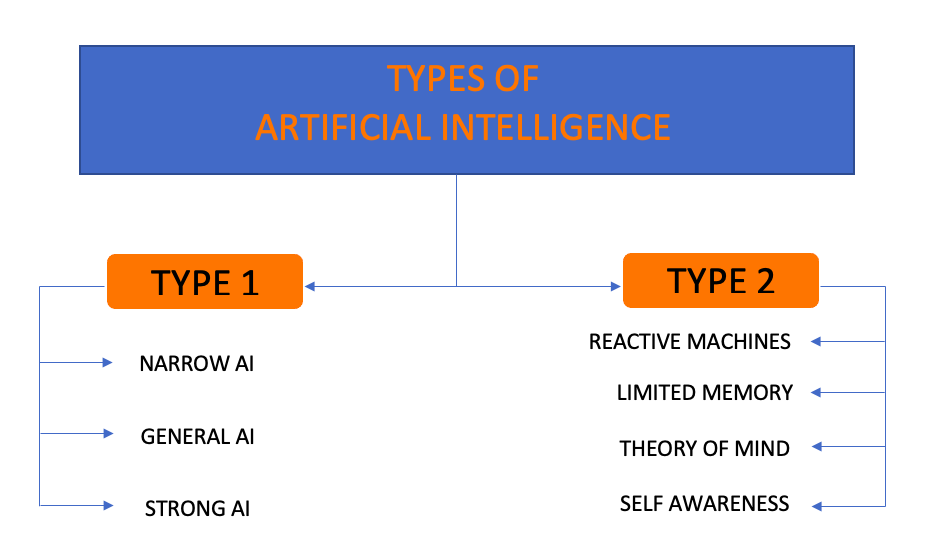 TYPES OF
ARTIFICIAL INTELLIGENCE
TYPE 1
NARROW AI
GENERAL AI
STRONG AI
TYPE 2
REACTIVE MACHINES
LIMITED MEMORY
THEORY OF MIND
SELF AWARENESS